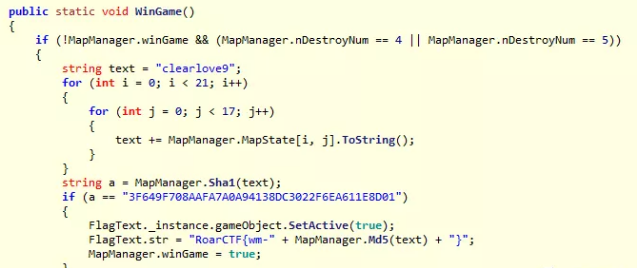 public static void WinGame()
{
if (!MapManager.winGame && (MapManager.nDestroyNum == 4 || MapManager.nDestroyNum == 5))
{
string text = "clearlove9";
for (int i = 0; i < 21; i++)
{
for (int j = 0; j < 17; j++)
{
text += MapManager.MapState[i, j].ToString();
}
}
string a = MapManager.Sha1(text);
if (a == "3F649F708AAFA7A0A94138DC3022F6EA611E8D01")
{
FlagText._instance.gameObject.SetActive(true);
FlagText.str = "RoarCTF{wm-" + MapManager.Md5(text) + "}";
MapManager.winGame = true;
}